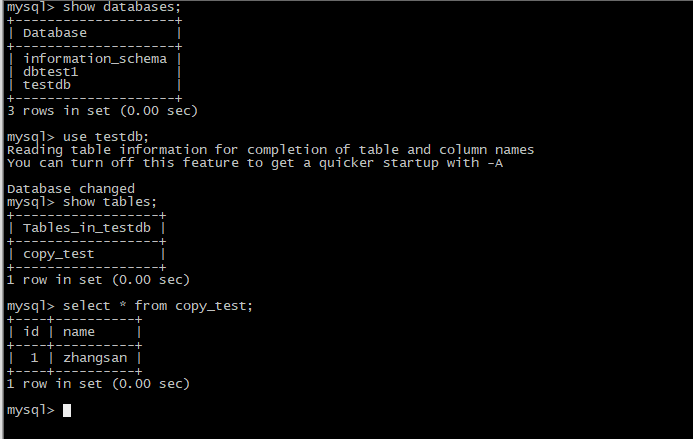 mysql> show databases;
+--------------------+
| Database           |
+--------------------+
| information_schema |
| dbtest1            |
| testdb             |
+--------------------+
3 rows in set (0.00 sec)
mysql> use testdb;
Reading table information for completion of table and column names
You can turn off this feature to get a quicker startup with -A
Database changed
mysql> show tables;
+------------------+
| Tables_in_testdb |
+------------------+
| copy_test        |
+------------------+
1 row in set (0.00 sec)
mysql> select * from copy_test;
+----+----------+
| id | name     |
+----+----------+
|  1 | zhangsan |
+----+----------+
1 row in set (0.00 sec)
mysql>